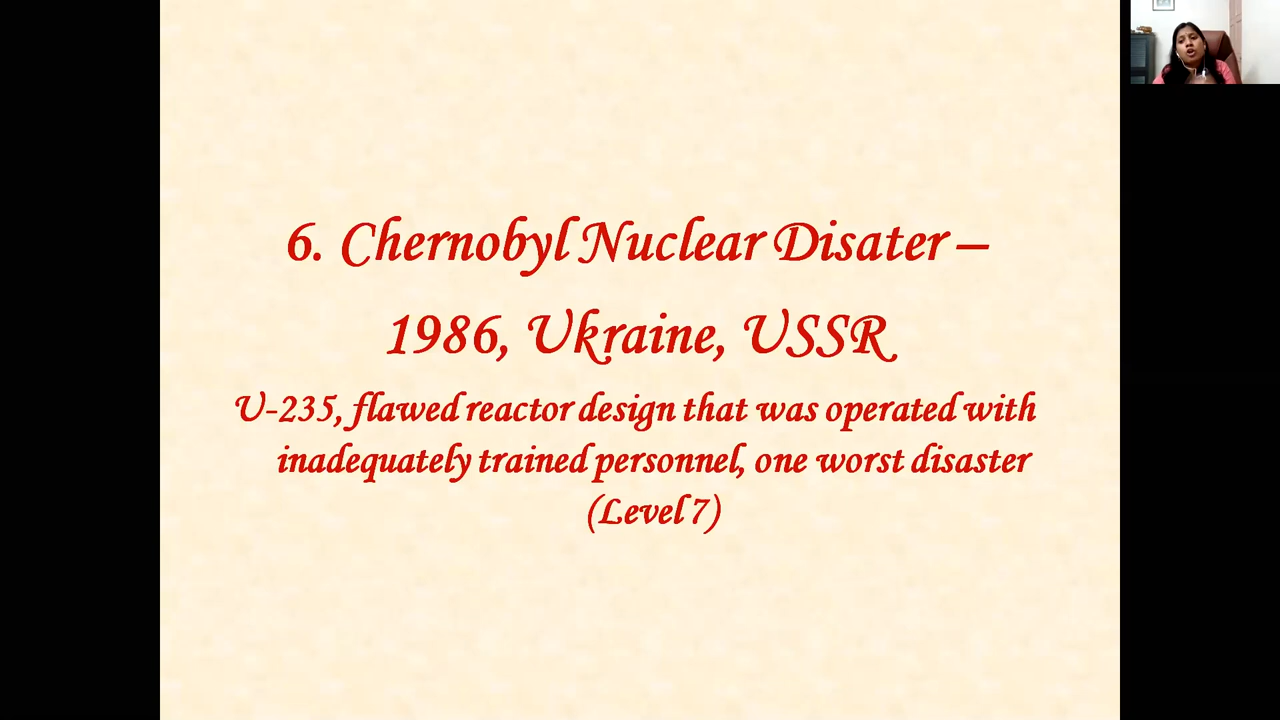 6. Chernobyl Nuclear Disater –
1986, Ukraine, USSR
U-235, flawed reactor design that was operated with
inadequately trained personnel, one worst disaster
(Level 7)